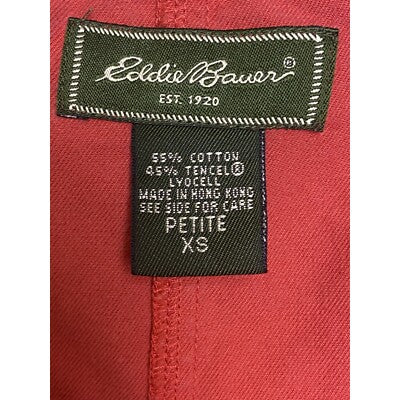 Eddie Bauer®
EST. 1920
55% COTTON
45% TENCEL®
LYOCELL
MADE IN HONG KONG
SEE SIDE FOR CARE
PETITE
XS